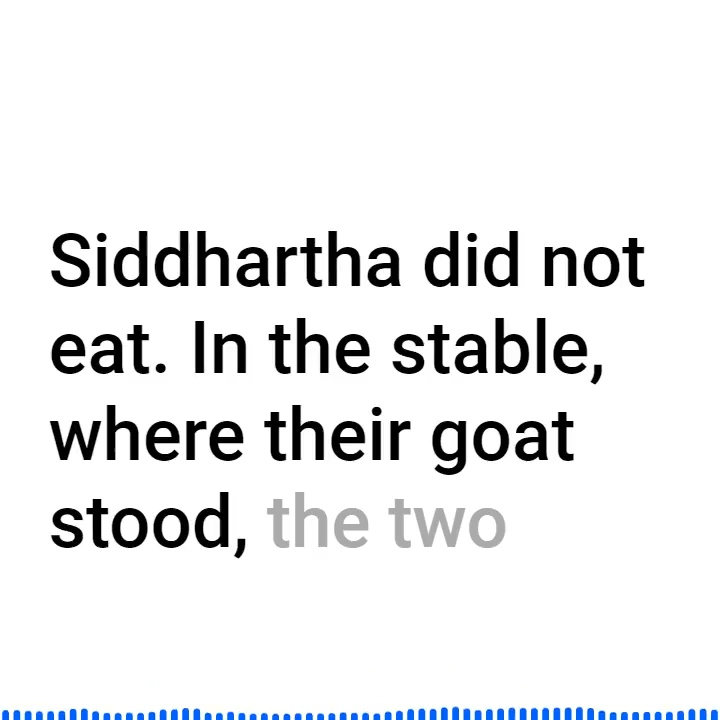 Siddhartha did not
eat. In the stable,
where their goat
stood, the two